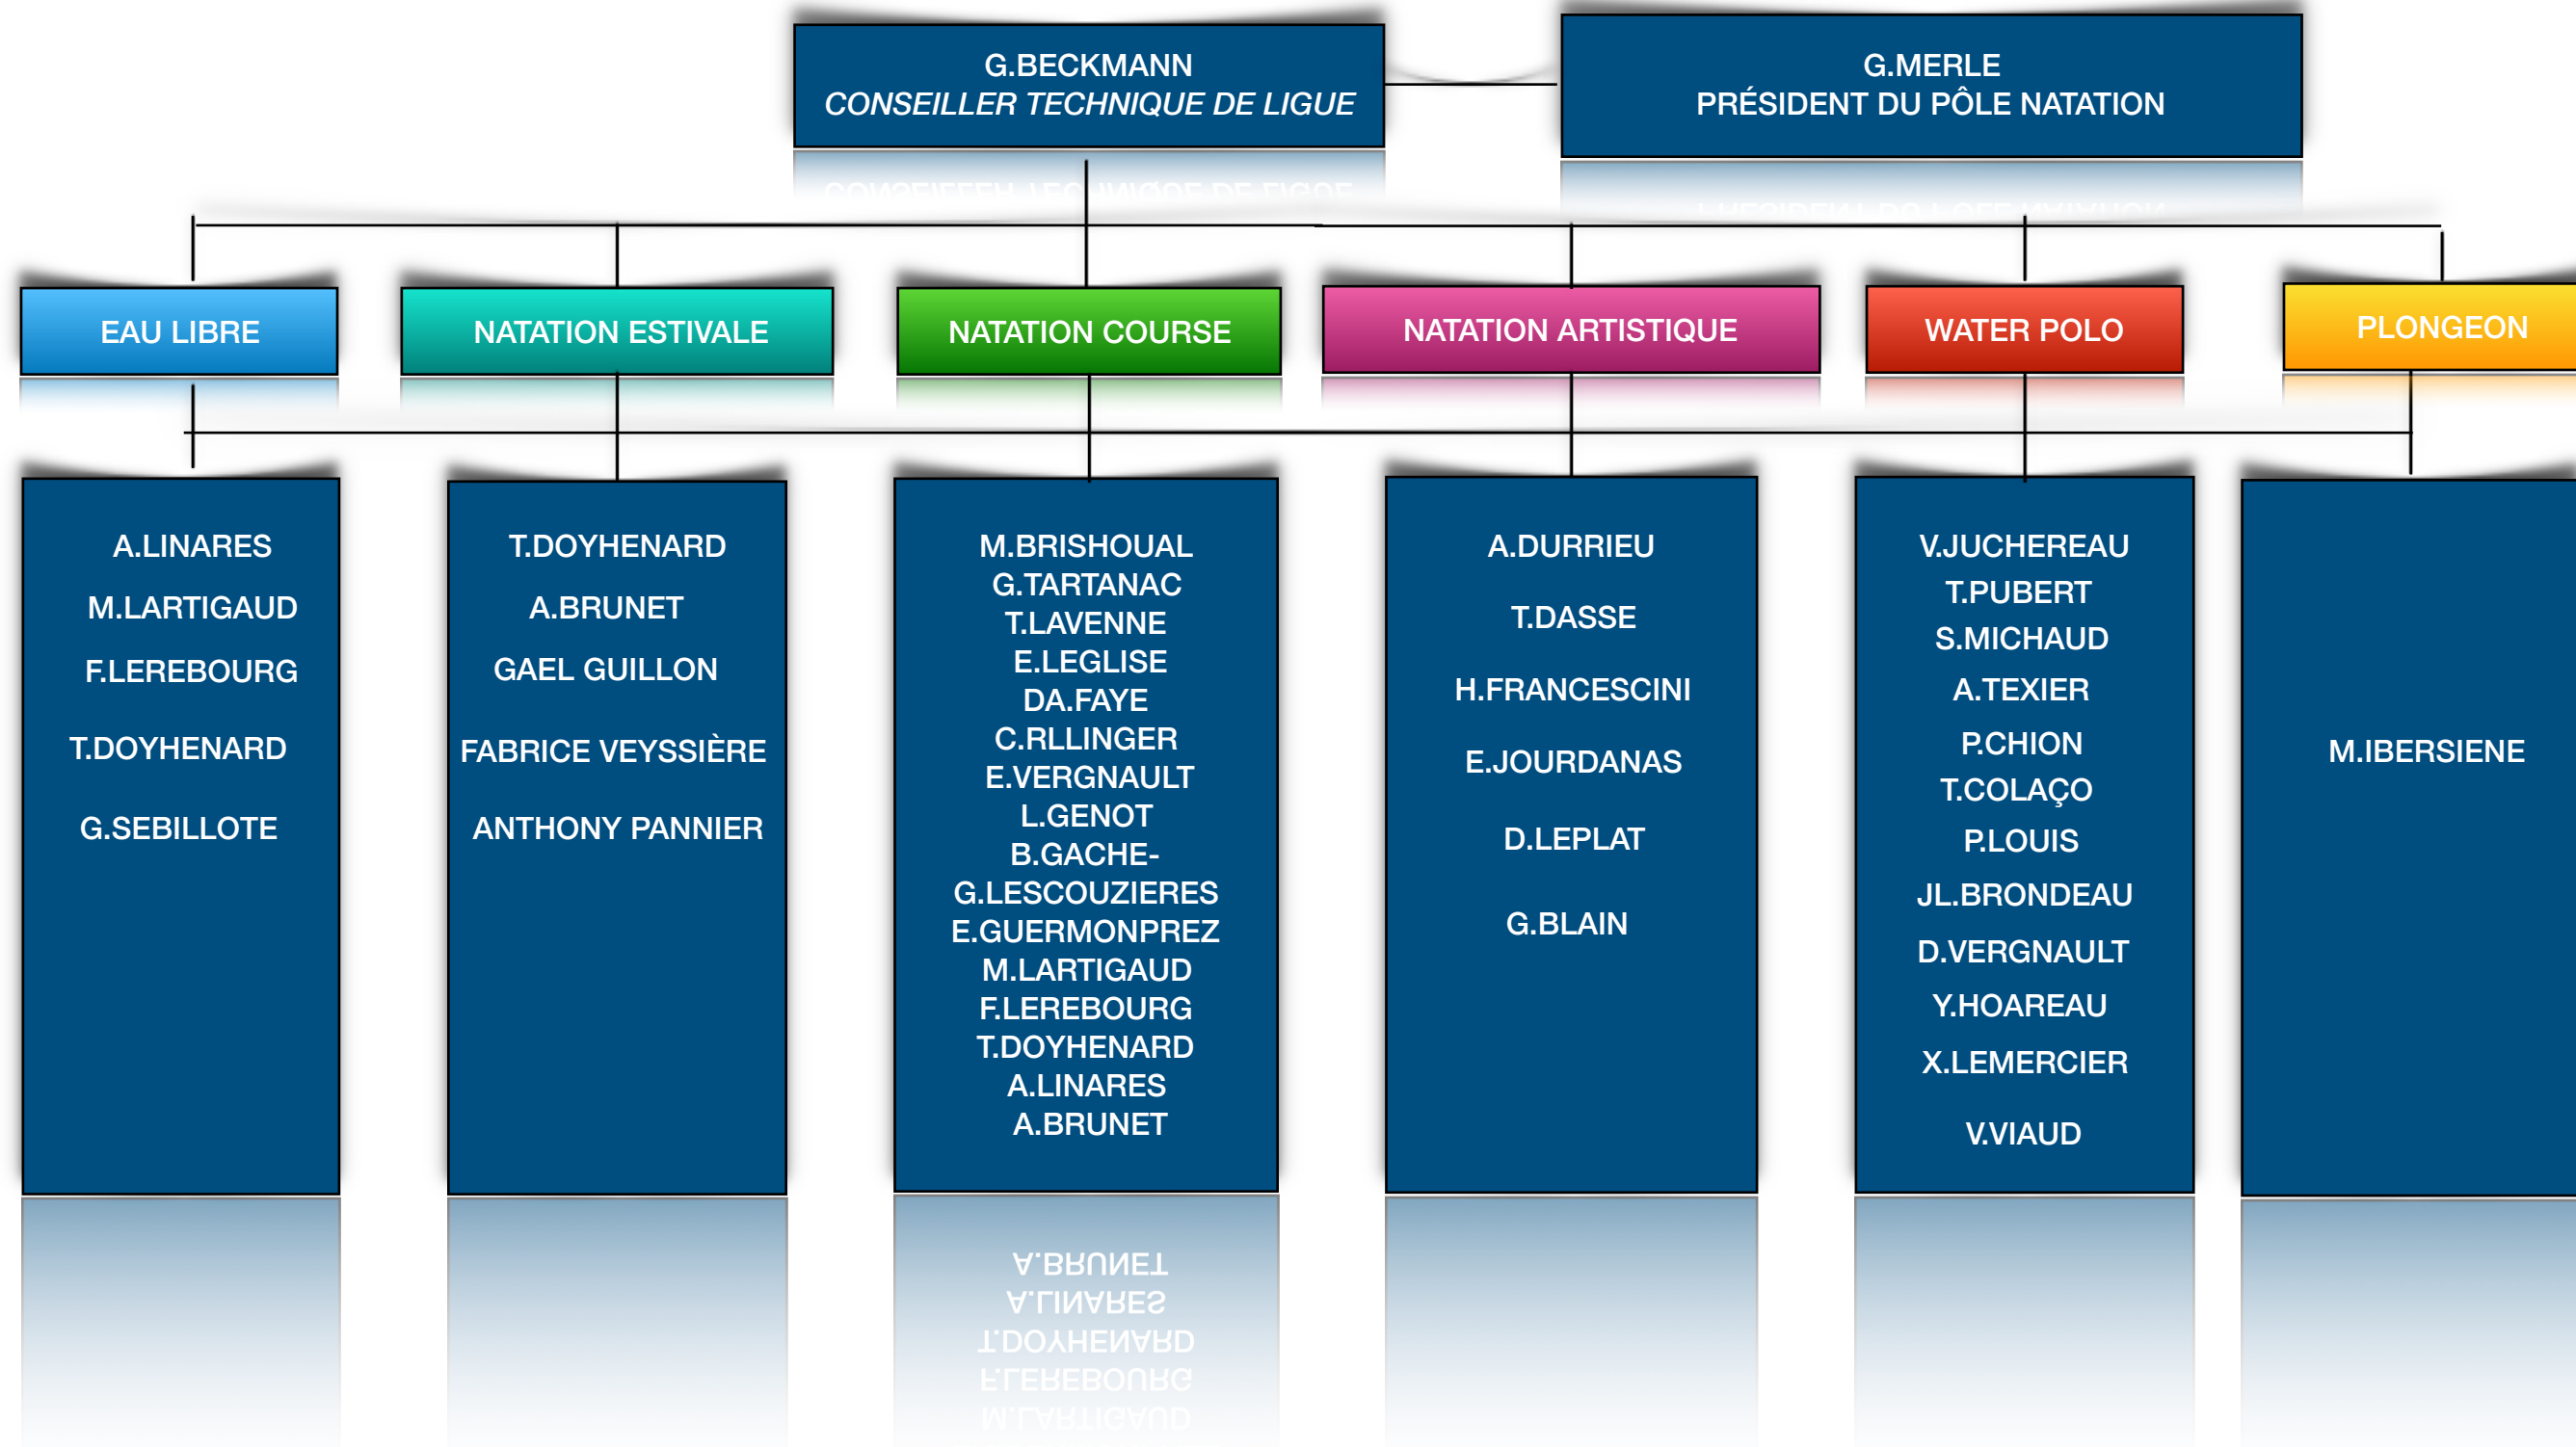 G.BECKMANN
CONSEILLER TECHNIQUE DE LIGUE
G.MERLE
PRÉSIDENT DU PÔLE NATATION
EAU LIBRE
NATATION ESTIVALE
NATATION COURSE
NATATION ARTISTIQUE
WATER POLO
PLONGEON
A.LINARES
M.LARTIGAUD
F.LEREBOURG
T.DOYHENARD
G.SEBILLOTE
T.DOYHENARD
A.BRUNET
GAEL GUILLON
FABRICE VEYSSIÈRE
ANTHONY PANNIER
M.BRISHOUAL
G.TARTANAC
T.LAVENNE
E.LEGLISE
DA.FAYE
C.RLLINGER
E.VERGNAULT
L.GENOT
B.GACHE-
G.LESCOUZIERES
E.GUERMONPREZ
M.LARTIGAUD
F.LEREBOURG
T.DOYHENARD
A.LINARES
A.BRUNET
A.DURRIEU
T.DASSE
H.FRANCESCINI
E.JOURDANAS
D.LEPLAT
G.BLAIN
V.JUCHEREAU
T.PUBERT
S.MICHAUD
A.TEXIER
P.CHION
T.COLAÇO
P.LOUIS
JL.BRONDEAU
D.VERGNAULT
Y.HOAREAU
X.LEMERCIER
V.VIAUD
M.IBERSIENE